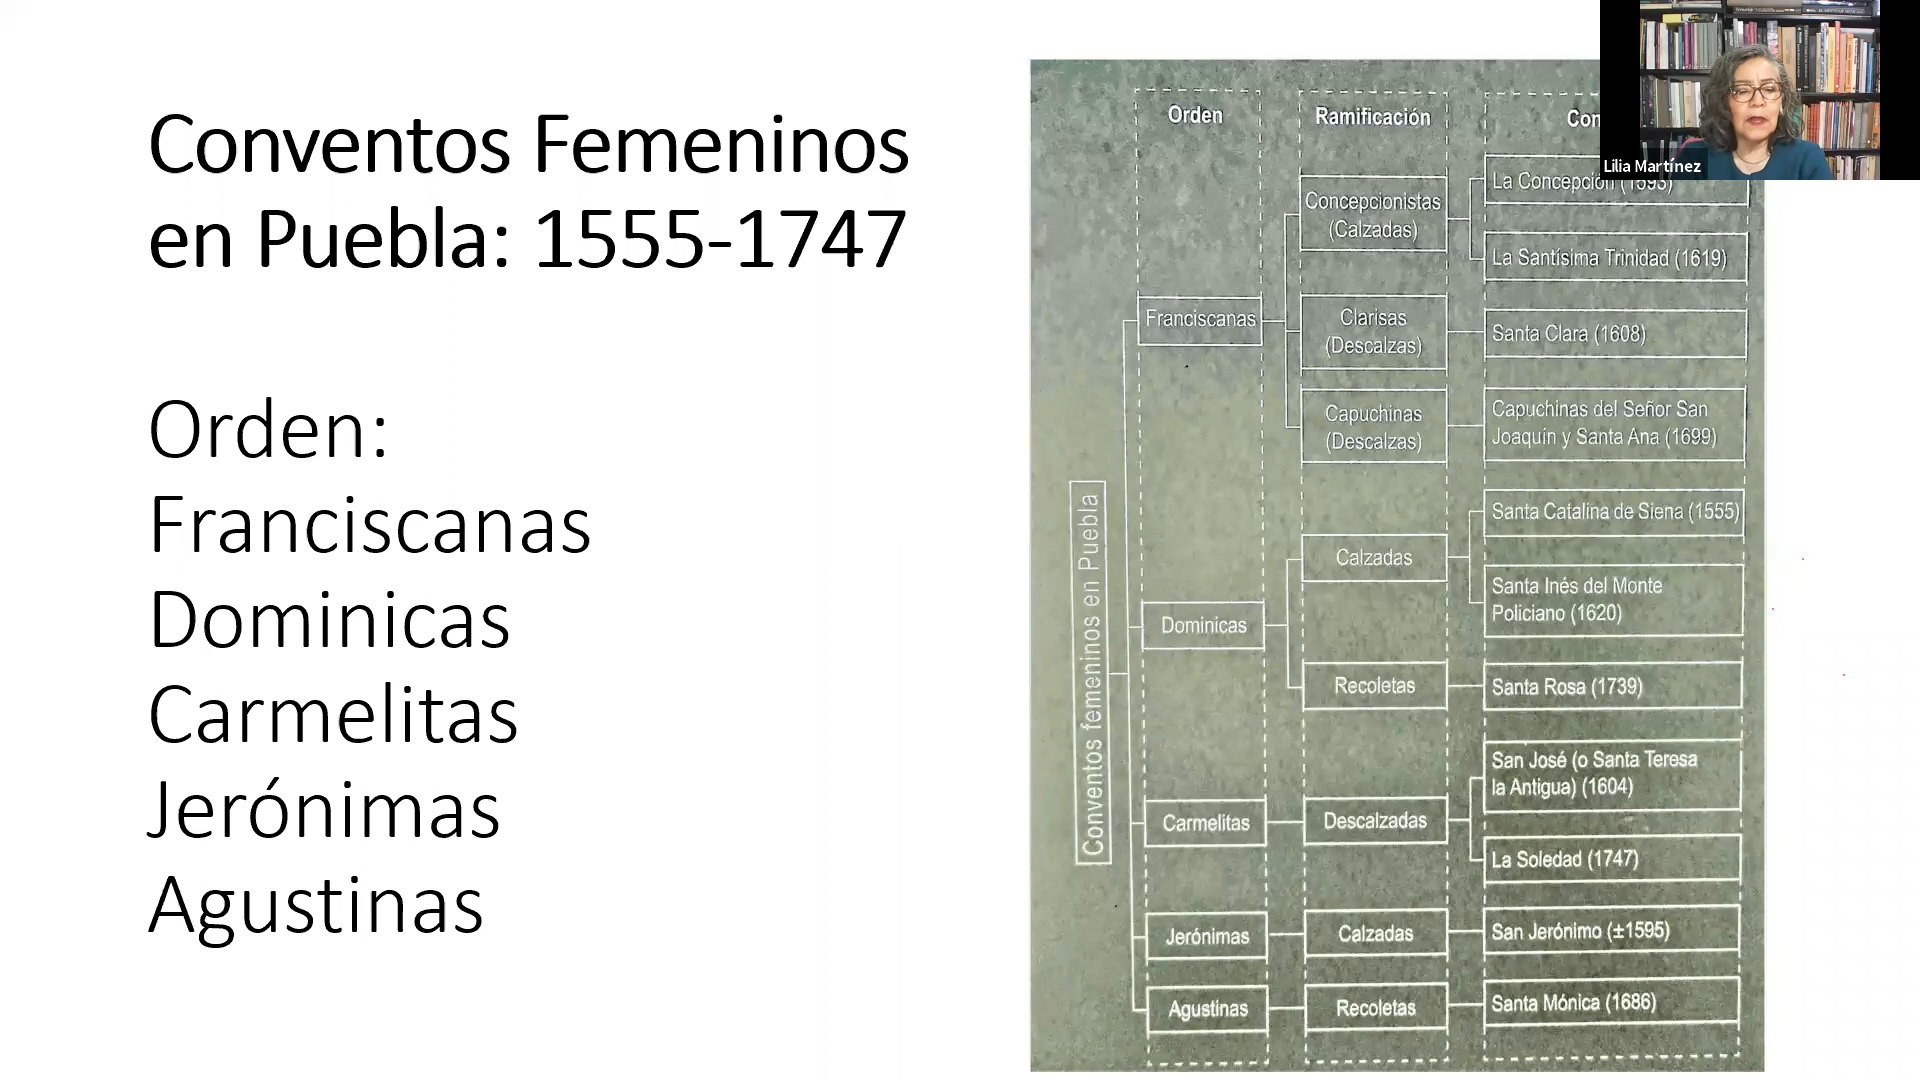 Conventos Femeninos
en Puebla: 1555-1747
Orden:
Franciscanas
Dominicas
Carmelitas
Jerónimas
Agustinas
Conventos femeninos en Puebla
Orden
Ramificación
Franciscanas
Concepcionistas
(Calzadas)
La Concepción (1593)
La Santísima Trinidad (1619)
Clarisas
(Descalzas)
Santa Clara (1608)
Capuchinas
(Descalzas)
Capuchinas del Señor San
Joaquín y Santa Ana (1699)
Dominicas
Calzadas
Santa Catalina de Siena (1555)
Santa Inés del Monte
Policiano (1620)
Recoletas
Santa Rosa (1739)
Carmelitas
Descalzadas
San José (o Santa Teresa
la Antigua) (1604)
La Soledad (1747)
Jerónimas
Calzadas
San Jerónimo (±1595)
Agustinas
Recoletas
Santa Mónica (1686)
Lilia Martínez